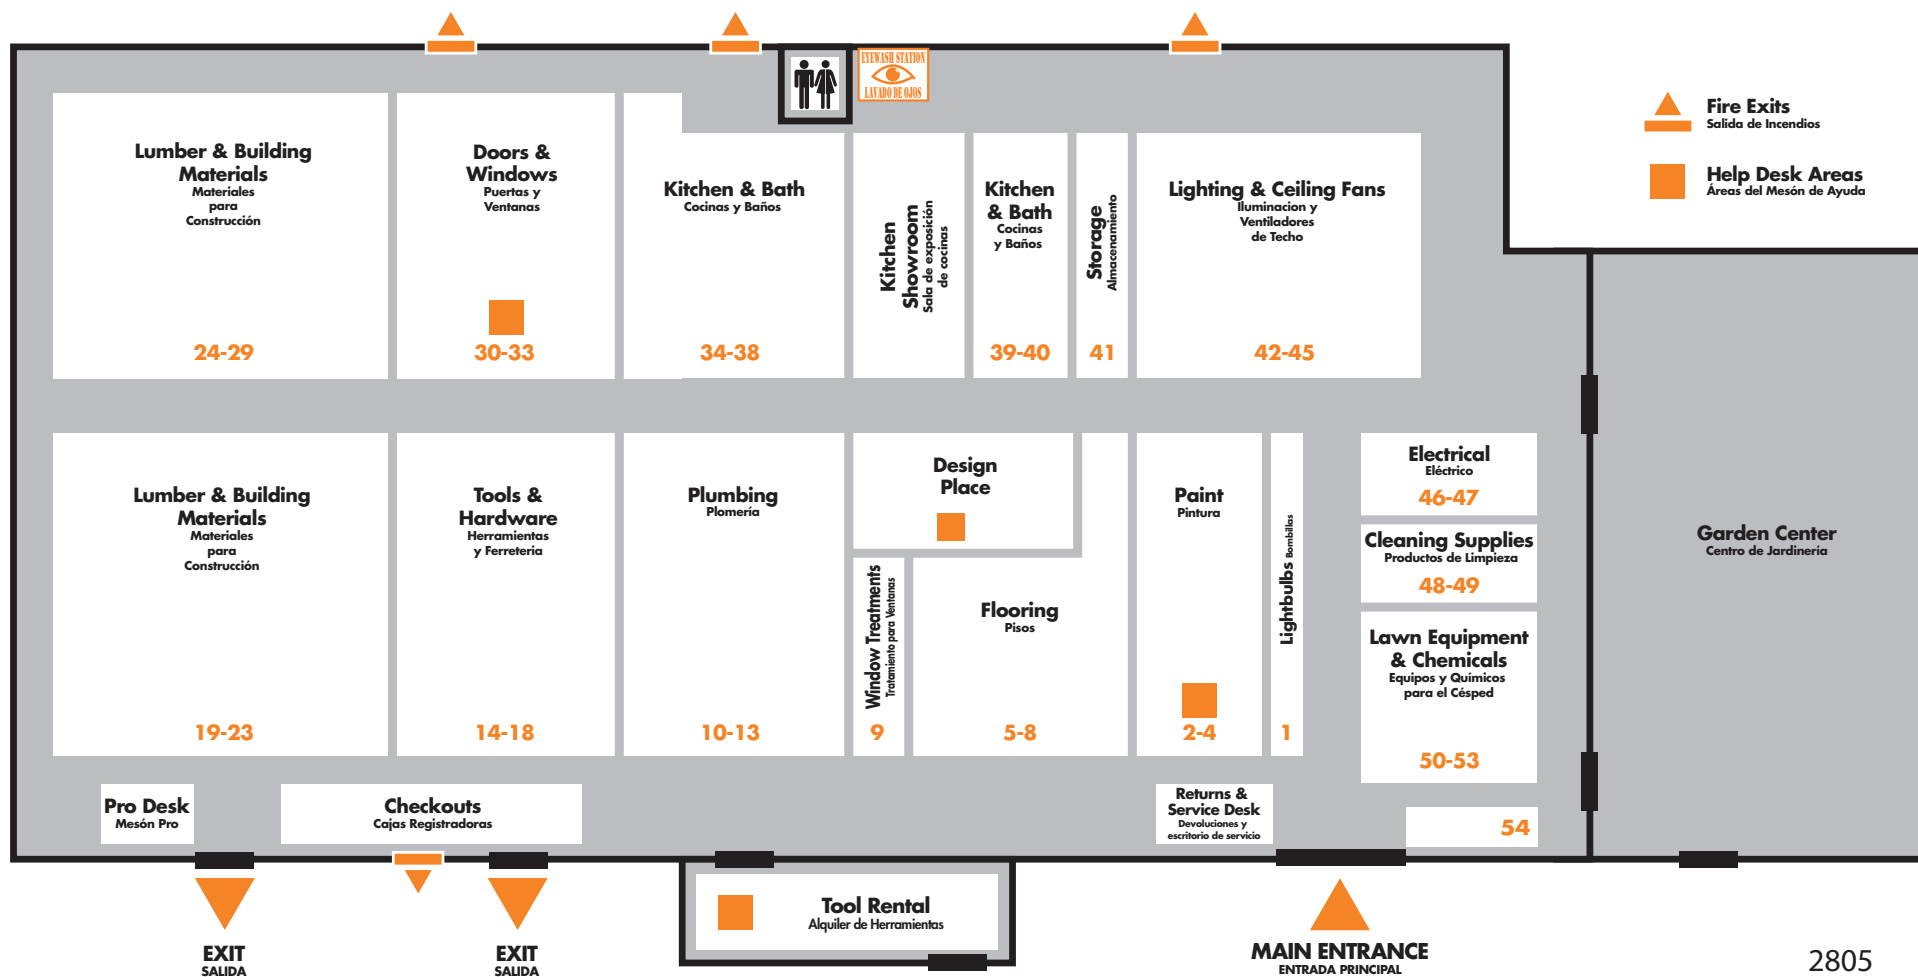 EYEWASH STATION
LAVADO DE OJOS
Fire Exits
Salida de Incendios
Help Desk Areas
Áreas del Mesón de Ayuda
Lumber & Building
Materials
Materiales
para
Construcción
24-29
Doors &
Windows
Puertas y
Ventanas
30-33
Kitchen & Bath
Cocinas y Baños
34-38
Kitchen
Showroom
Sala de exposición
de cocinas
Kitchen
& Bath
Cocinas
y Baños
39-40
Storage
Almacenamiento
41
Lighting & Ceiling Fans
Iluminacion y
Ventiladores
de Techo
42-45
Lumber & Building
Materials
Materiales
para
Construcción
19-23
Tools &
Hardware
Herramientas
y Ferreteria
14-18
Plumbing
Plomería
10-13
Design
Place
Window Treatments
Tratamiento para Ventanas
9
Flooring
Pisos
5-8
Paint
Pintura
2-4
Lightbulbs Bombillas
1
Electrical
Eléctrico
46-47
Cleaning Supplies
Productos de Limpieza
48-49
Lawn Equipment
& Chemicals
Equipos y Químicos
para el Césped
50-53
54
Garden Center
Centro de Jardinería
Pro Desk
Mesón Pro
Checkouts
Cajas Registradoras
Returns &
Service Desk
Devoluciones y
escritorio de servicio
EXIT
SALIDA
EXIT
SALIDA
Tool Rental
Alquiler de Herramientas
MAIN ENTRANCE
ENTRADA PRINCIPAL
2805